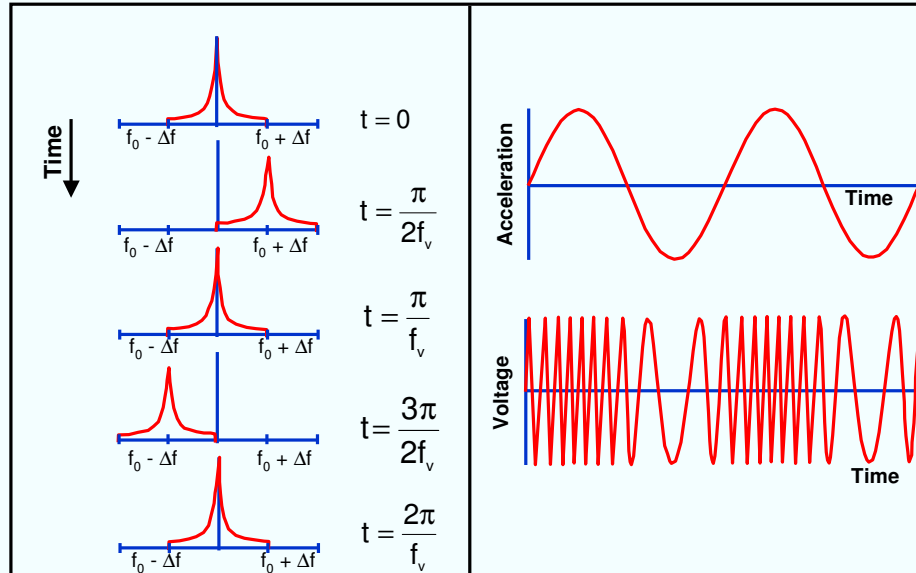 Time
f₀ - Δf
f₀ + Δf
t = 0
f₀ - Δf
f₀ + Δf
t = π/2fᵥ
f₀ - Δf
f₀ + Δf
t = π/fᵥ
f₀ - Δf
f₀ + Δf
t = 3π/2fᵥ
f₀ - Δf
f₀ + Δf
t = 2π/fᵥ
Acceleration
Time
Voltage
Time